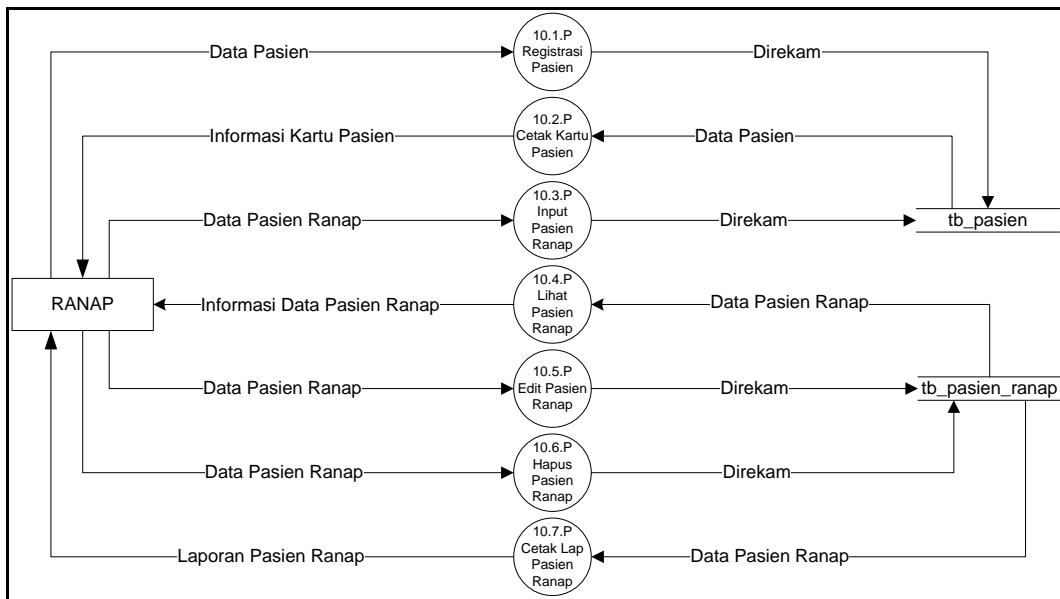 Data Pasien
10.1.P
Registrasi
Pasien
Direkam
Informasi Kartu Pasien
10.2.P
Cetak Kartu
Pasien
Data Pasien
Data Pasien Ranap
10.3.P
Input
Pasien
Ranap
Direkam
tb_pasien
RANAP
Informasi Data Pasien Ranap
10.4.P
Lihat
Pasien
Ranap
Data Pasien Ranap
Data Pasien Ranap
10.5.P
Edit Pasien
Ranap
Direkam
tb_pasien_ranap
Data Pasien Ranap
10.6.P
Hapus
Pasien
Ranap
Direkam
Laporan Pasien Ranap
10.7.P
Cetak Lap
Pasien
Ranap
Data Pasien Ranap